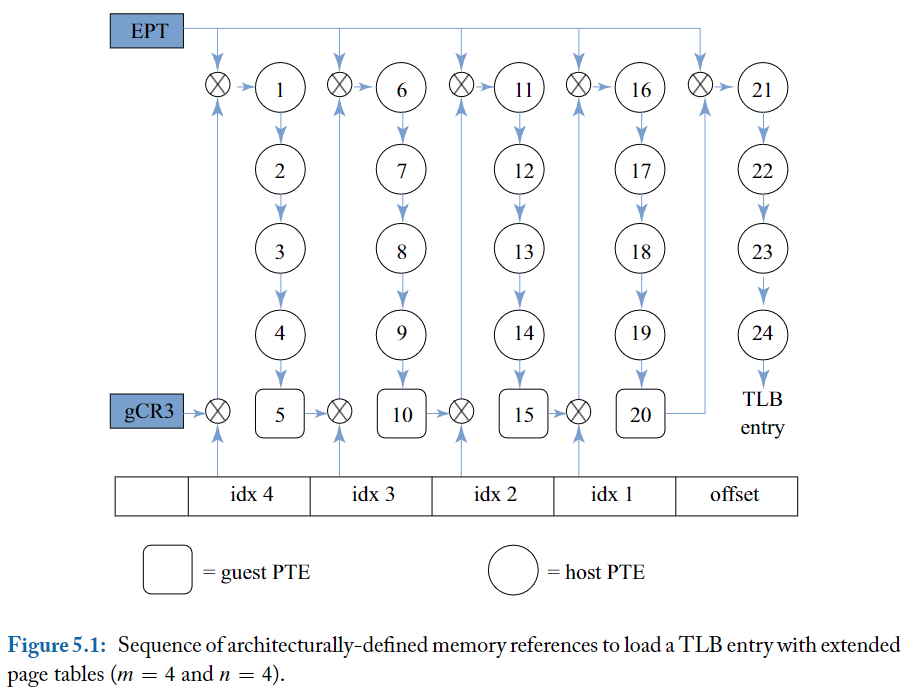 EPT
1 6 11 16 21
2 7 12 17 22
3 8 13 18 23
4 9 14 19 24
gCR3 5 10 15 20 TLB
entry
idx 4 idx 3 idx 2 idx 1 offset
= guest PTE = host PTE
Figure 5.1: Sequence of architecturally-defined memory references to load a TLB entry with extended
page tables (m = 4 and n = 4).